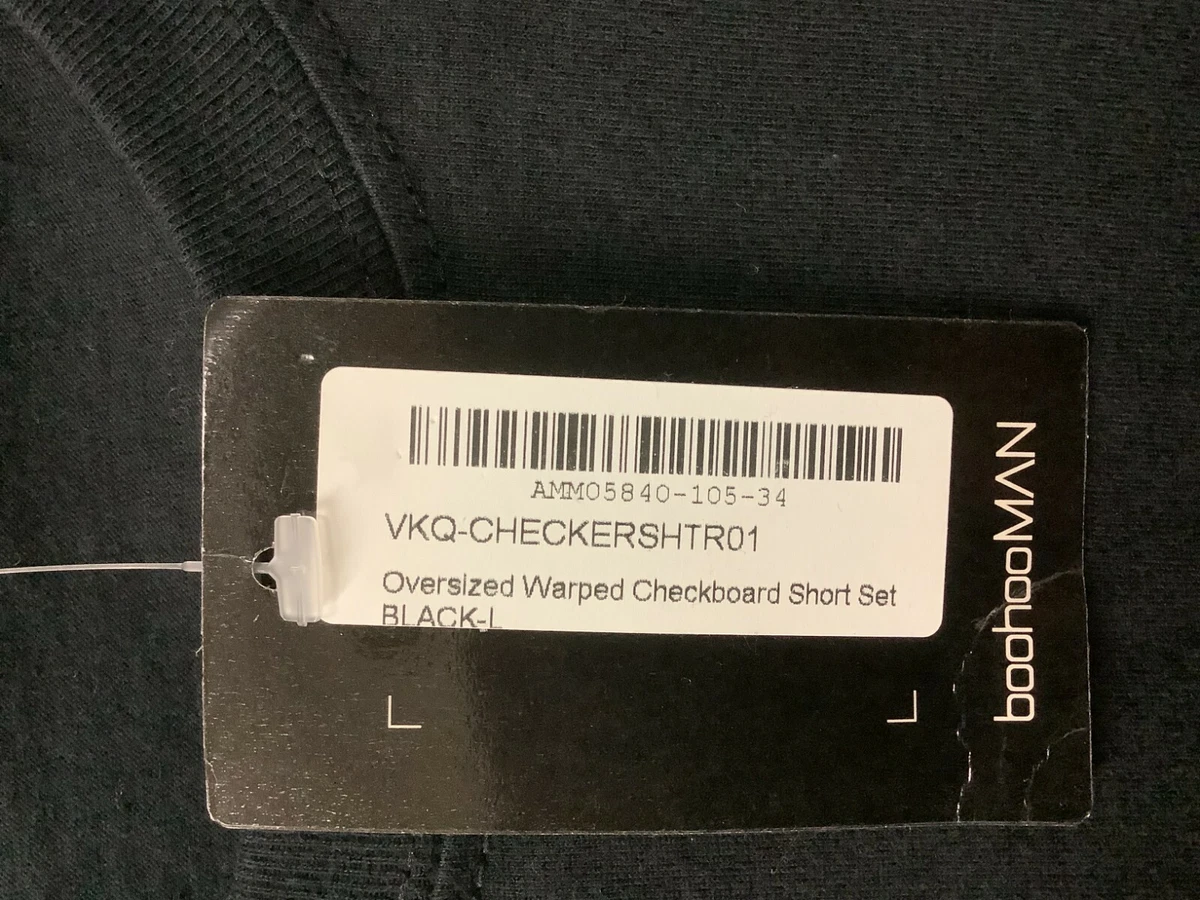 AMM05840-105-34
VKQ-CHECKERSHTR01
Oversized Warped Checkboard Short Set
BLACK-L
boohooMAN